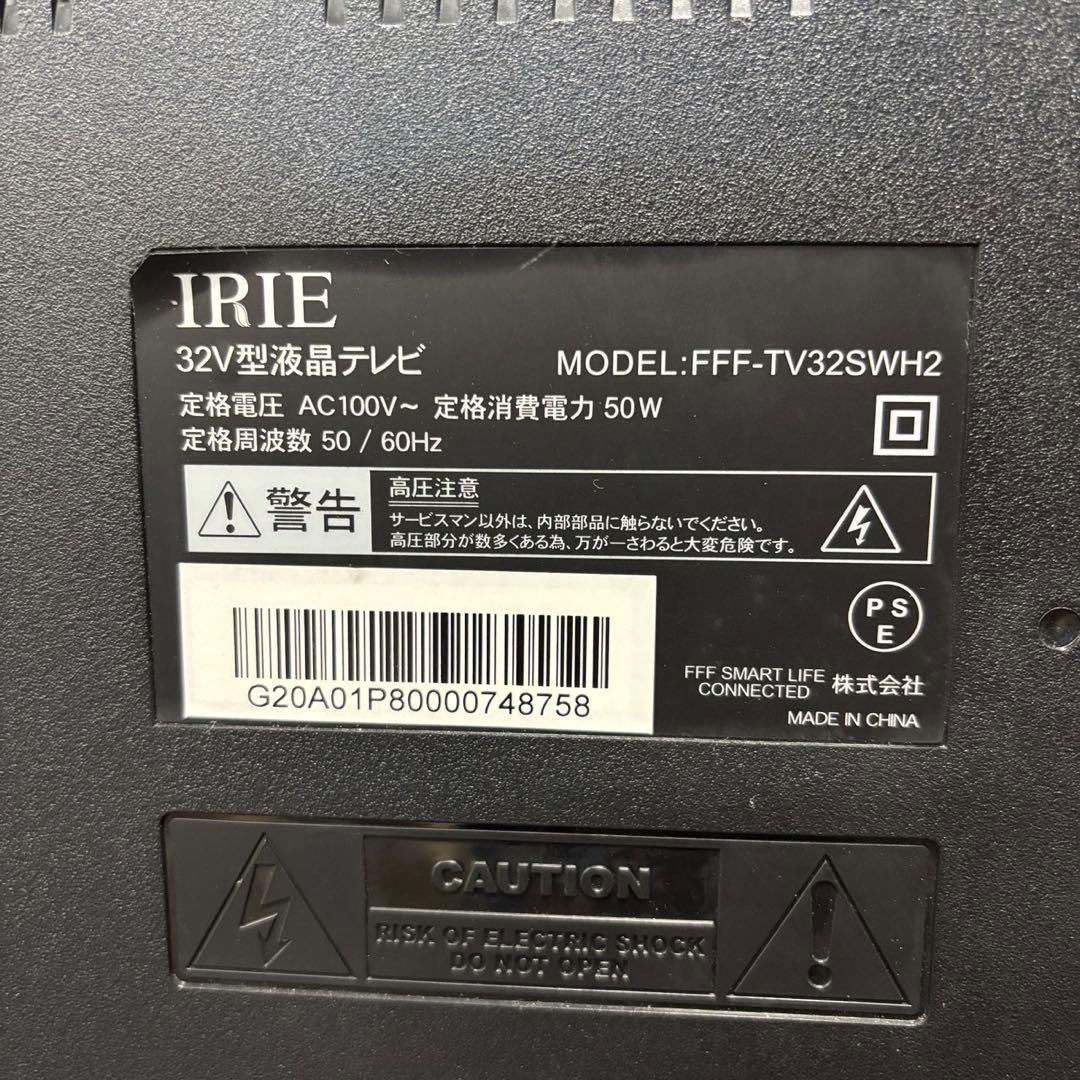 IRIE
32V型液晶テレビ MODEL:FFF-TV32SWH2
定格電圧 AC100V～ 定格消費電力 50W
定格周波数 50 / 60Hz
警告
高圧注意
サービスマン以外は、内部部品に触らないでください。
高圧部分が数多くある為、万が一さわると大変危険です。
G20A01P80000748758
PS
E
FFF SMART LIFE
CONNECTED 株式会社
MADE IN CHINA
CAUTION
RISK OF ELECTRIC SHOCK
DO NOT OPEN